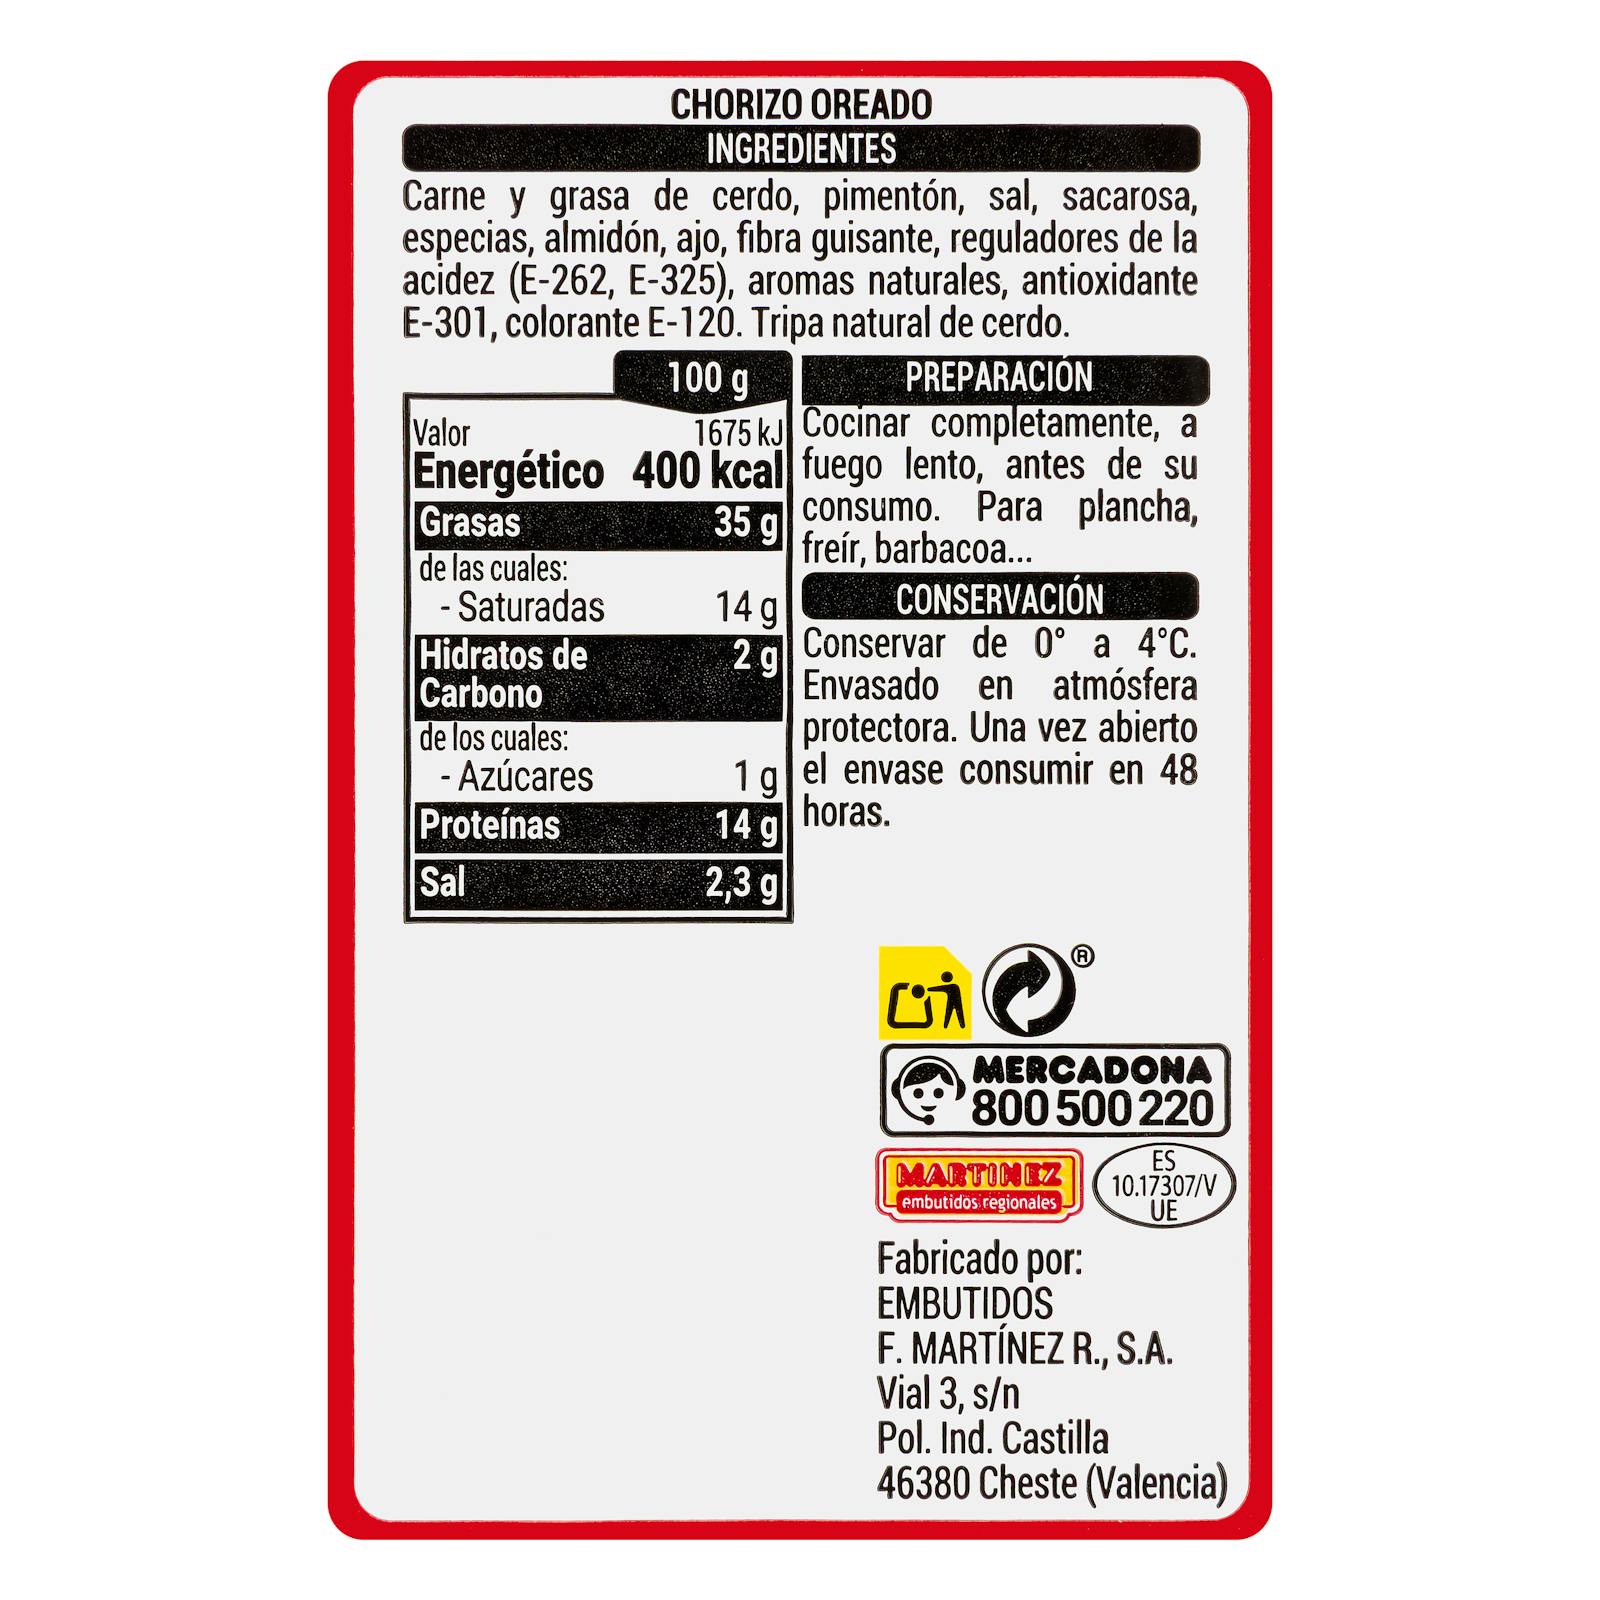 CHORIZO OREADO
INGREDIENTES
Carne y grasa de cerdo, pimentón, sal, sacarosa,
especias, almidón, ajo, fibra guisante, reguladores de la
acidez (E-262, E-325), aromas naturales, antioxidante
E-301, colorante E-120. Tripa natural de cerdo.
100 g
Valor 1675 kJ
Energético 400 kcal
Grasas 35 g
de las cuales:
- Saturadas 14 g
Hidratos de 2 g
Carbono
de los cuales:
- Azúcares 1 g
Proteínas 14 g
Sal 2,3 g
PREPARACIÓN
Cocinar completamente, a
fuego lento, antes de su
consumo. Para plancha,
freír, barbacoa...
CONSERVACIÓN
Conservar de 0° a 4°C.
Envasado en atmósfera
protectora. Una vez abierto
el envase consumir en 48
horas.
®
MERCADONA
800 500 220
MARTINEZ
embutidos regionales
ES
10.17307/V
UE
Fabricado por:
EMBUTIDOS
F. MARTÍNEZ R., S.A.
Vial 3, s/n
Pol. Ind. Castilla
46380 Cheste (Valencia)